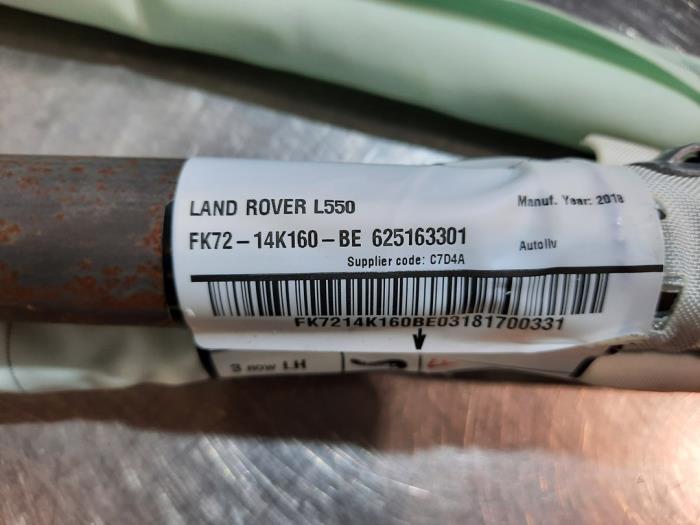 LAND ROVER L550
Manuf. Year: 2018
FK72-14K160-BE 625163301
Autoliv
Supplier code: C7D4A
FK7214K160BE03181700331
3 row LH